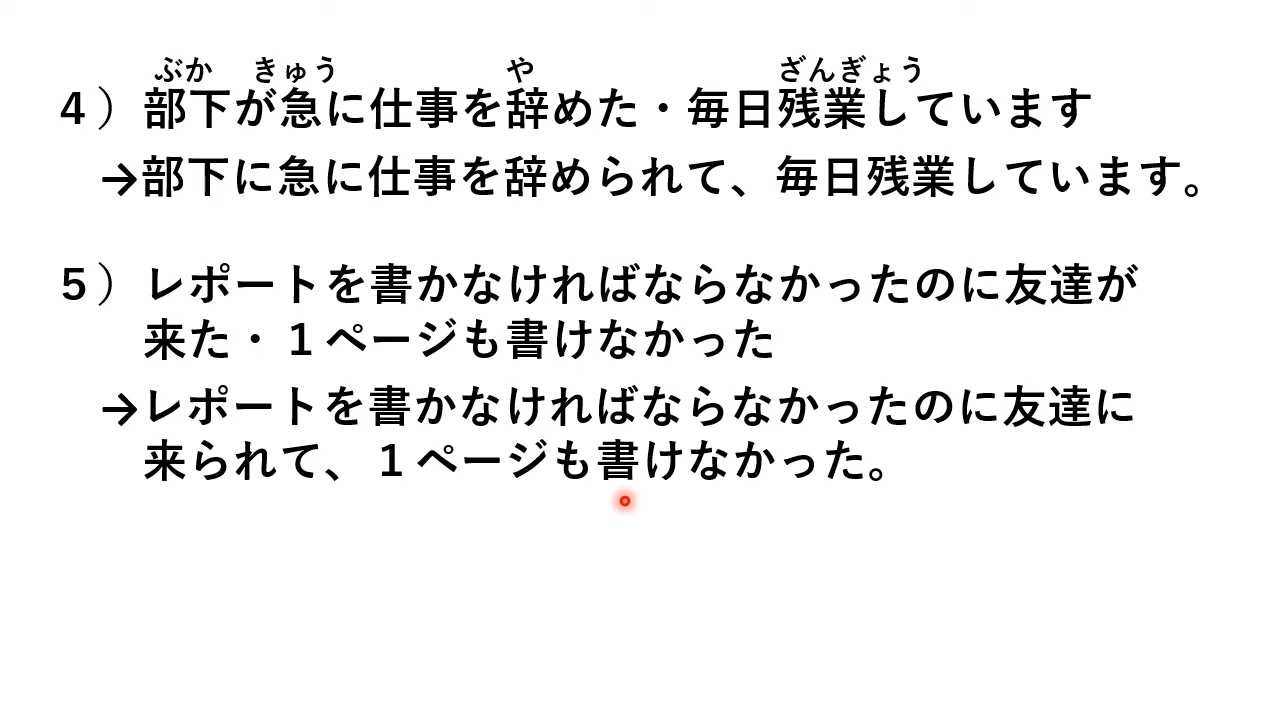 ぶか きゅう や ざんぎょう
４）部下が急に仕事を辞めた・毎日残業しています
→部下に急に仕事を辞められて、毎日残業しています。
５）レポートを書かなければならなかったのに友達が
来た・１ページも書けなかった
→レポートを書かなければならなかったのに友達に
来られて、１ページも書けなかった。